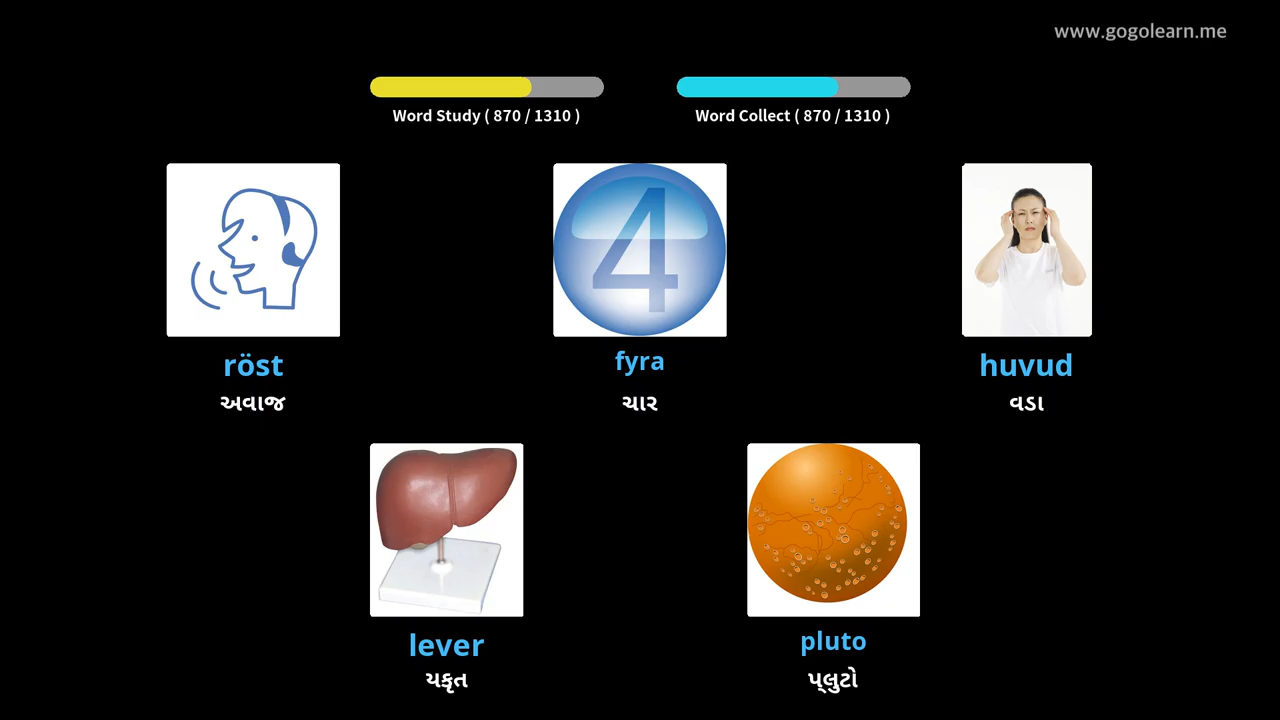 www.gogolearn.me
Word Study ( 870 / 1310 )
Word Collect ( 870 / 1310 )
4
röst
fyra
huvud
અવાજ
ચાર
વડા
lever
pluto
યકૃત
પ્લુટો